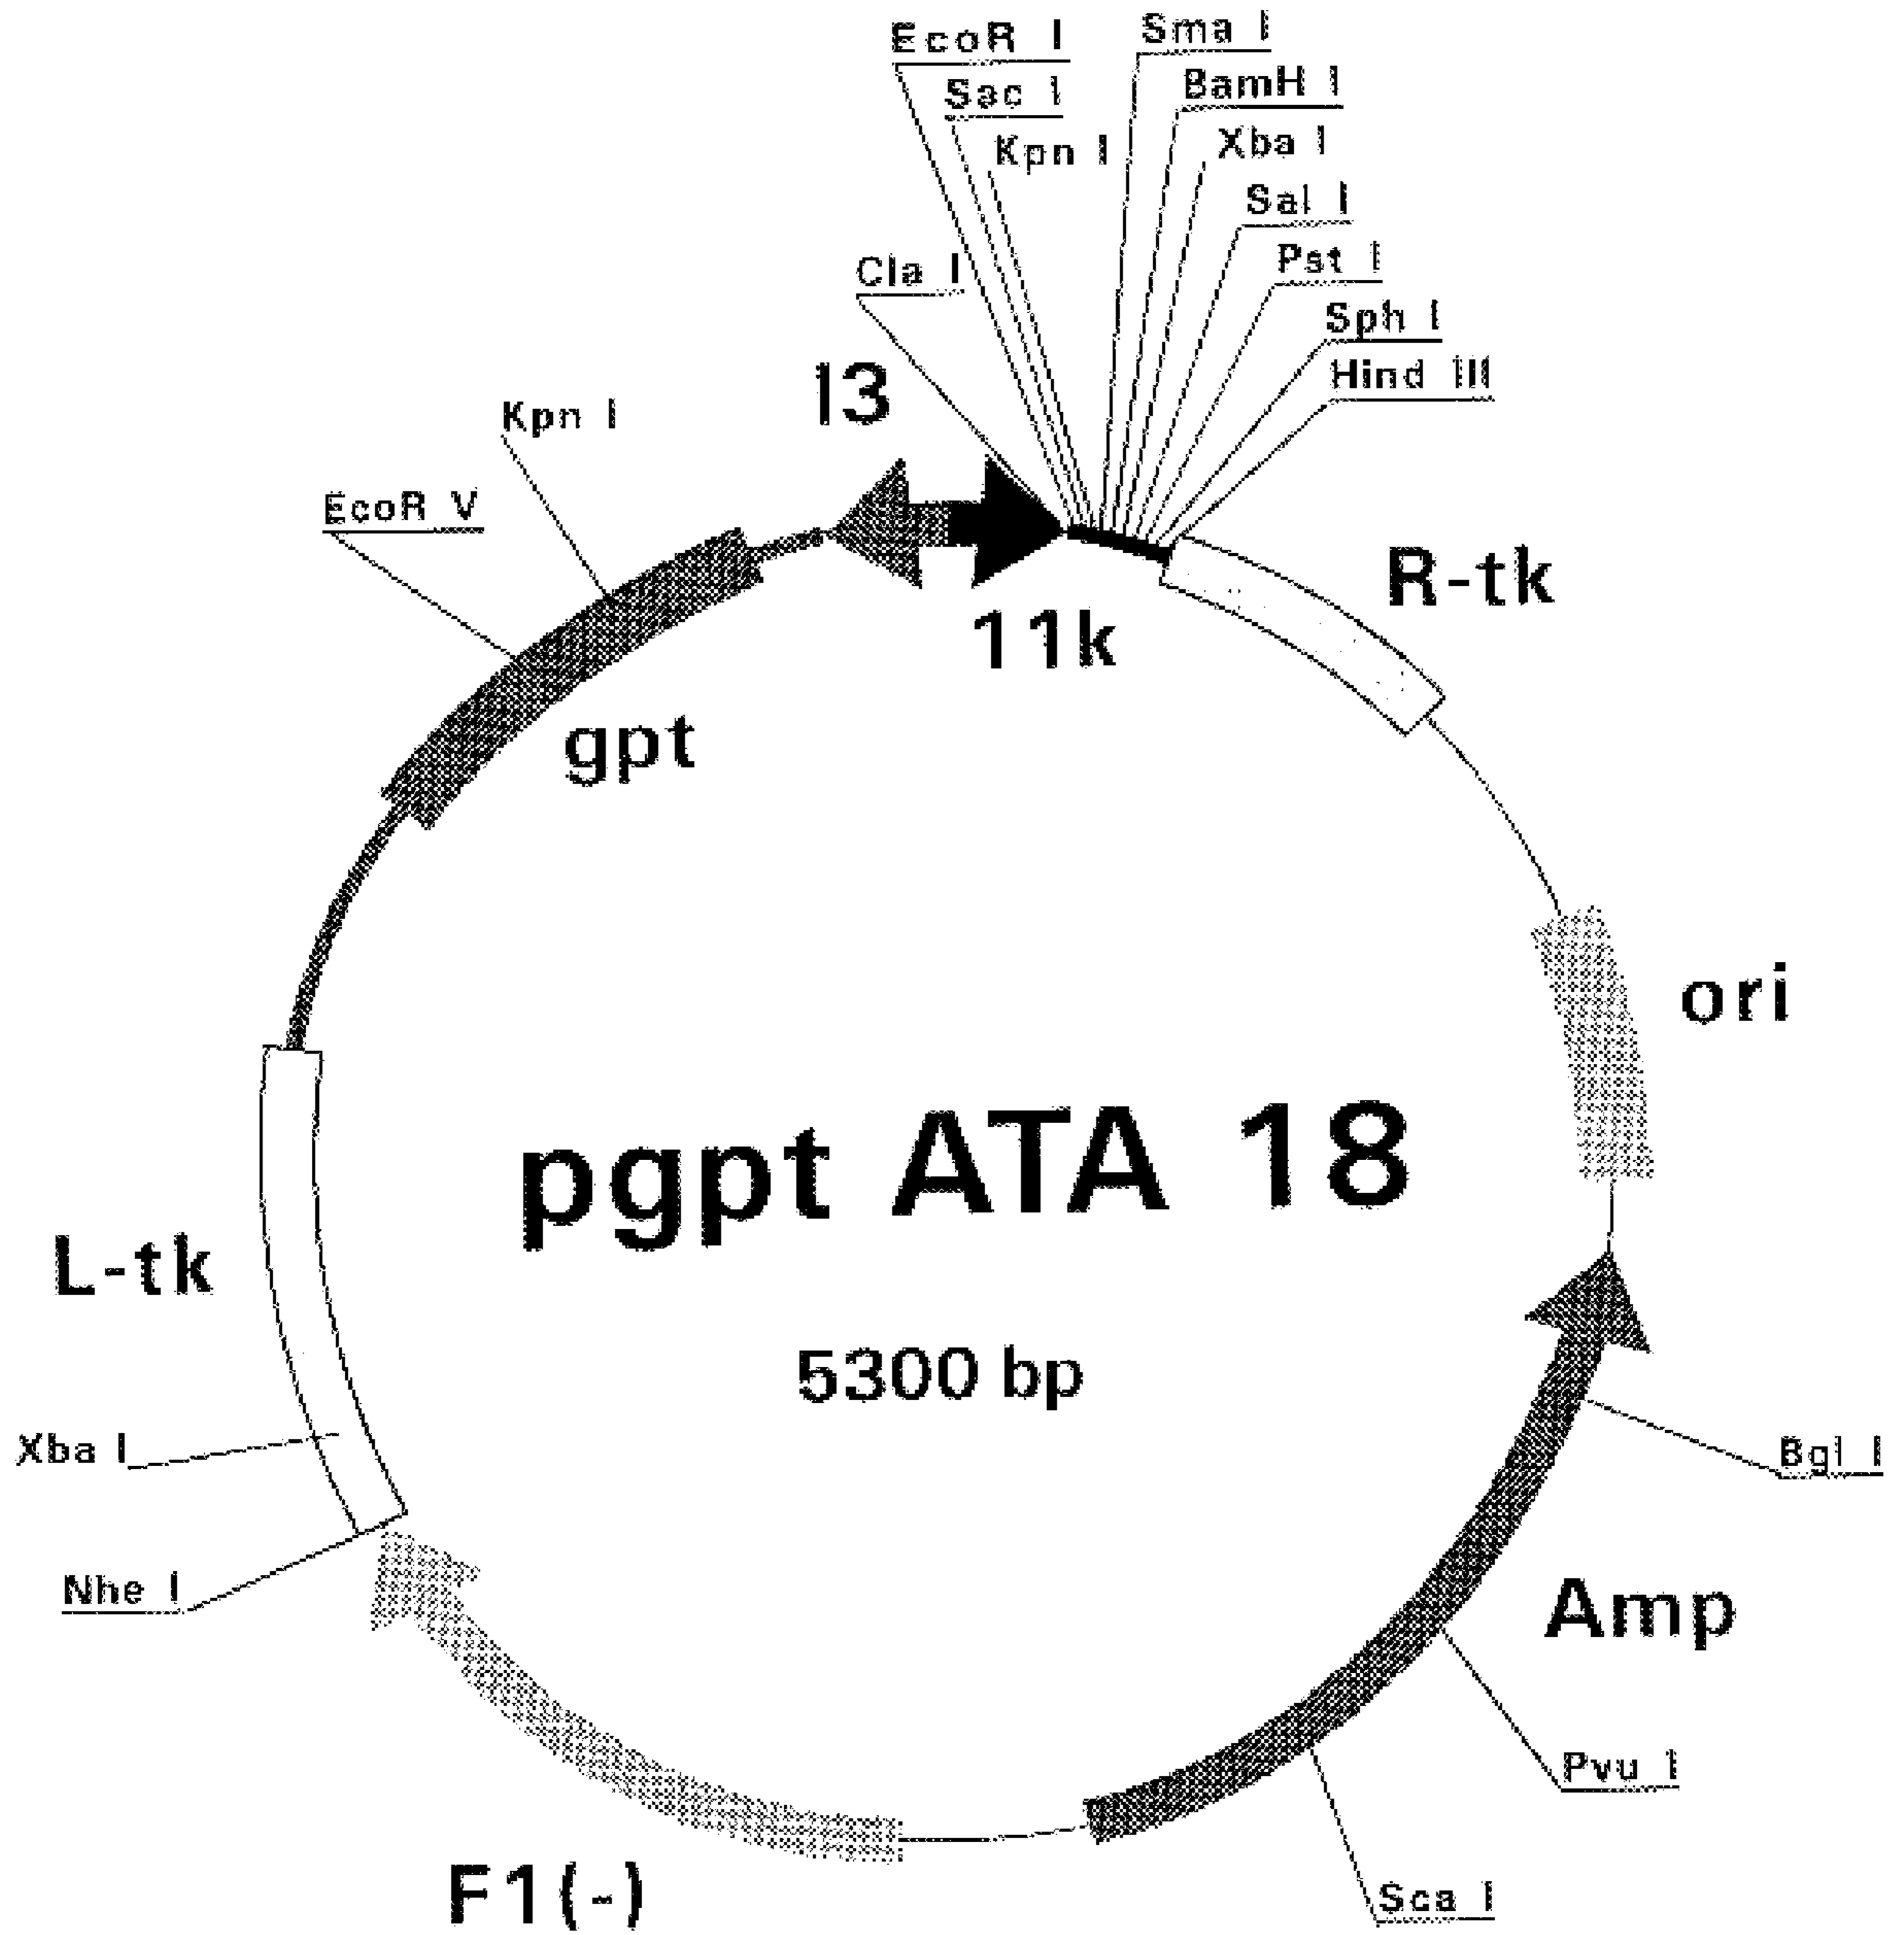 EcoR I
Sma I
Sac I
BamH I
Kpn I
Xba I
Sal I
Pst I
Cla I
Sph I
Hind III
I3
Kpn I
EcoR V
R-tk
11k
gpt
ori
pgpt ATA 18
L-tk
5300 bp
Xba I
Bgl I
Nhe I
Amp
Pvu I
F1(-)
Sca I